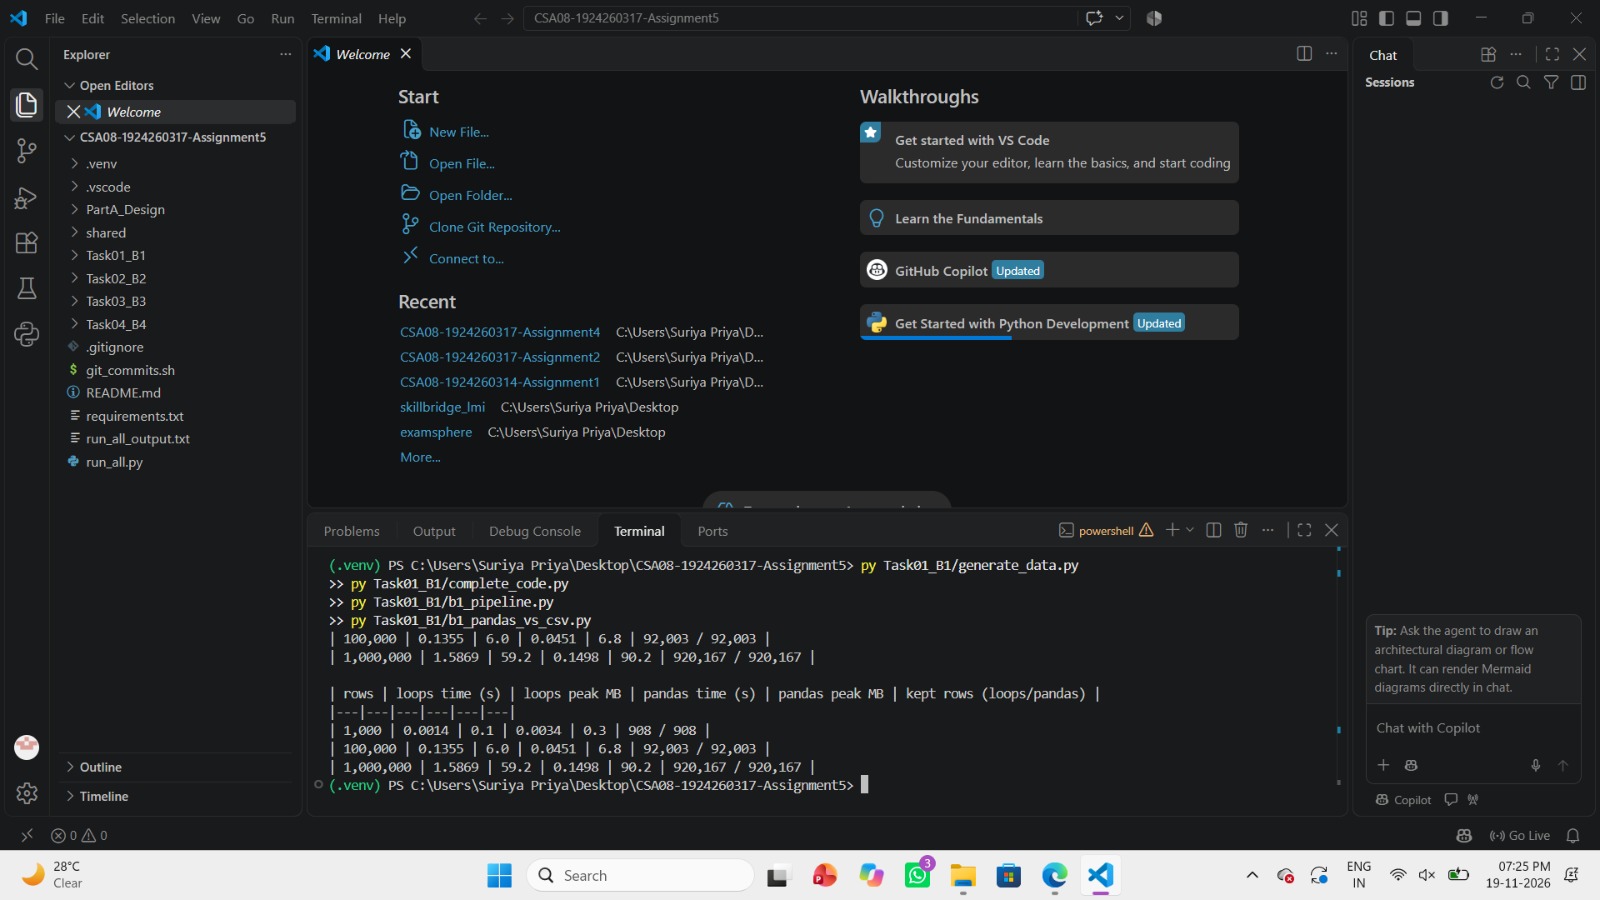 File Edit Selection View Go Run Terminal Help
CSA08-1924260317-Assignment5
Explorer
Open Editors
Welcome
CSA08-1924260317-Assignment5
.venv
.vscode
PartA_Design
shared
Task01_B1
Task02_B2
Task03_B3
Task04_B4
.gitignore
$ git_commits.sh
README.md
requirements.txt
run_all_output.txt
run_all.py
Outline
Timeline
Welcome
Start
New File...
Open File...
Open Folder...
Clone Git Repository...
Connect to...
Recent
CSA08-1924260317-Assignment4 C:\Users\Suriya Priya\D...
CSA08-1924260317-Assignment2 C:\Users\Suriya Priya\D...
CSA08-1924260314-Assignment1 C:\Users\Suriya Priya\D...
skillbridge_lmi C:\Users\Suriya Priya\Desktop
examsphere C:\Users\Suriya Priya\Desktop
More...
Walkthroughs
Get started with VS Code
Customize your editor, learn the basics, and start coding
Learn the Fundamentals
GitHub Copilot Updated
Get Started with Python Development Updated
Problems Output Debug Console Terminal Ports
powershell
(.venv) PS C:\Users\Suriya Priya\Desktop\CSA08-1924260317-Assignment5> py Task01_B1/generate_data.py
>> py Task01_B1/complete_code.py
>> py Task01_B1/b1_pipeline.py
>> py Task01_B1/b1_pandas_vs_csv.py
| 100,000 | 0.1355 | 6.0 | 0.0451 | 6.8 | 92,003 / 92,003 |
| 1,000,000 | 1.5869 | 59.2 | 0.1498 | 90.2 | 920,167 / 920,167 |
| rows | loops time (s) | loops peak MB | pandas time (s) | pandas peak MB | kept rows (loops/pandas) |
|---|---|---|---|---|---|
| 1,000 | 0.0014 | 0.1 | 0.0034 | 0.3 | 908 / 908 |
| 100,000 | 0.1355 | 6.0 | 0.0451 | 6.8 | 92,003 / 92,003 |
| 1,000,000 | 1.5869 | 59.2 | 0.1498 | 90.2 | 920,167 / 920,167 |
(.venv) PS C:\Users\Suriya Priya\Desktop\CSA08-1924260317-Assignment5>
Chat
Sessions
Tip: Ask the agent to draw an
architectural diagram or flow
chart. It can render Mermaid
diagrams directly in chat.
Chat with Copilot
Copilot
0 0
Go Live
28°C
Clear
Search
3
ENG
IN
07:25 PM
19-11-2026